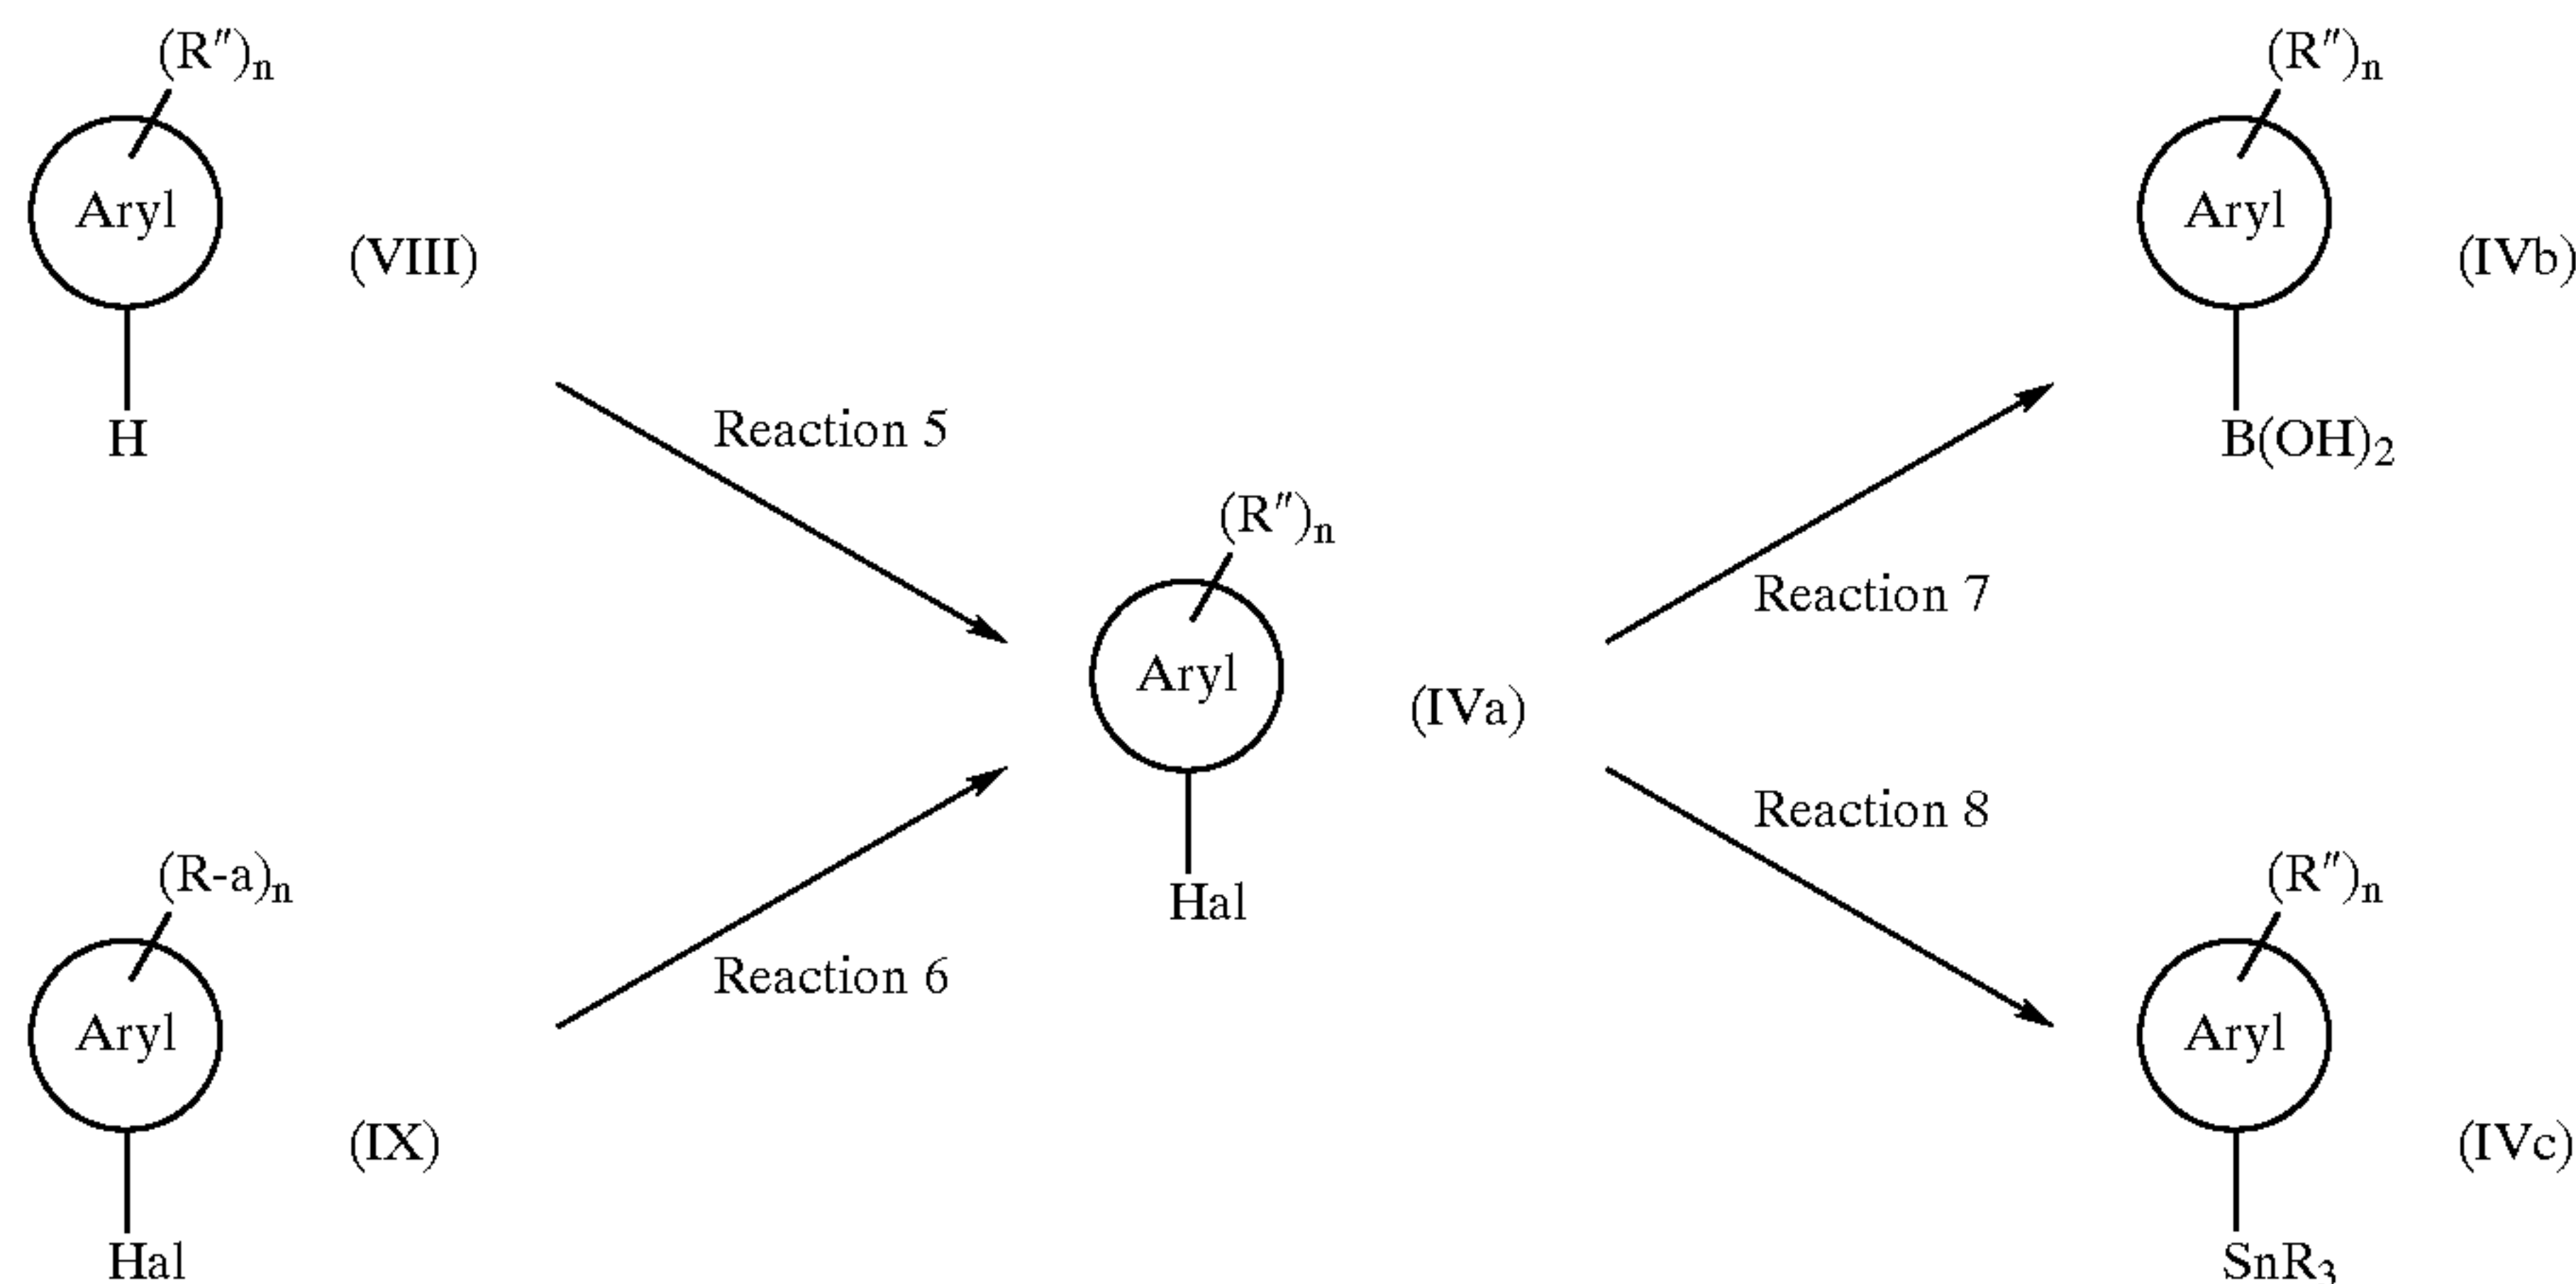 (R″)n
Aryl
(VIII)
H
Reaction 5
(R-a)n
Aryl
(IX)
Hal
Reaction 6
(R″)n
Aryl
(IVa)
Hal
Reaction 7
(R″)n
Aryl
(IVb)
B(OH)2
Reaction 8
(R″)n
Aryl
(IVc)
SnR3